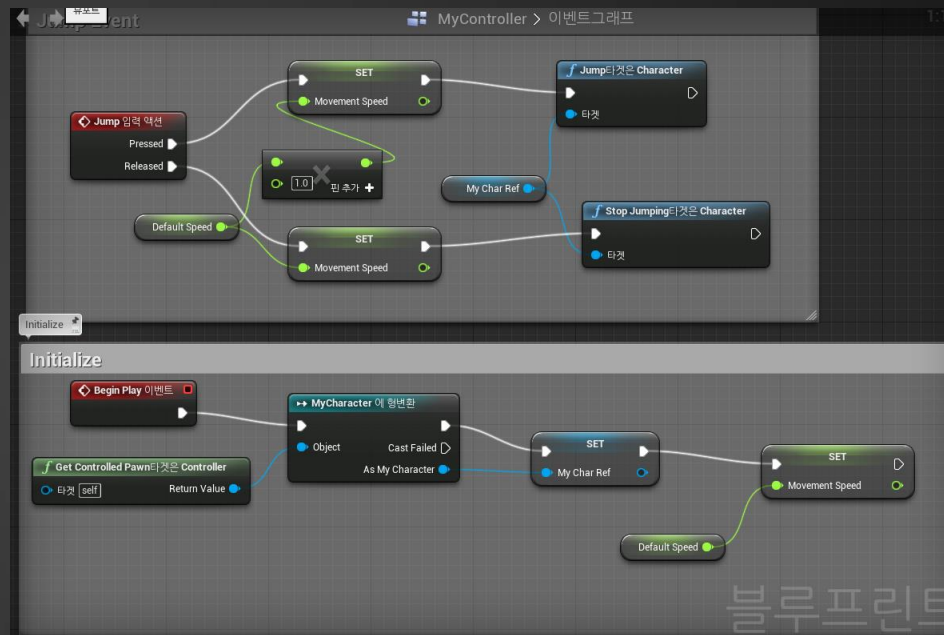 뷰포트
Jump Event
MyController > 이벤트그래프
SET
Movement Speed
Jump타겟은 Character
타겟
Jump 입력 액션
Pressed
Released
1.0
핀 추가 +
My Char Ref
Default Speed
SET
Movement Speed
Stop Jumping타겟은 Character
타겟
Initialize
Initialize
Begin Play 이벤트
MyCharacter 에 형변환
Object
Cast Failed
As My Character
Get Controlled Pawn타겟은 Controller
타겟 self
Return Value
SET
My Char Ref
SET
Movement Speed
Default Speed
블루프린트